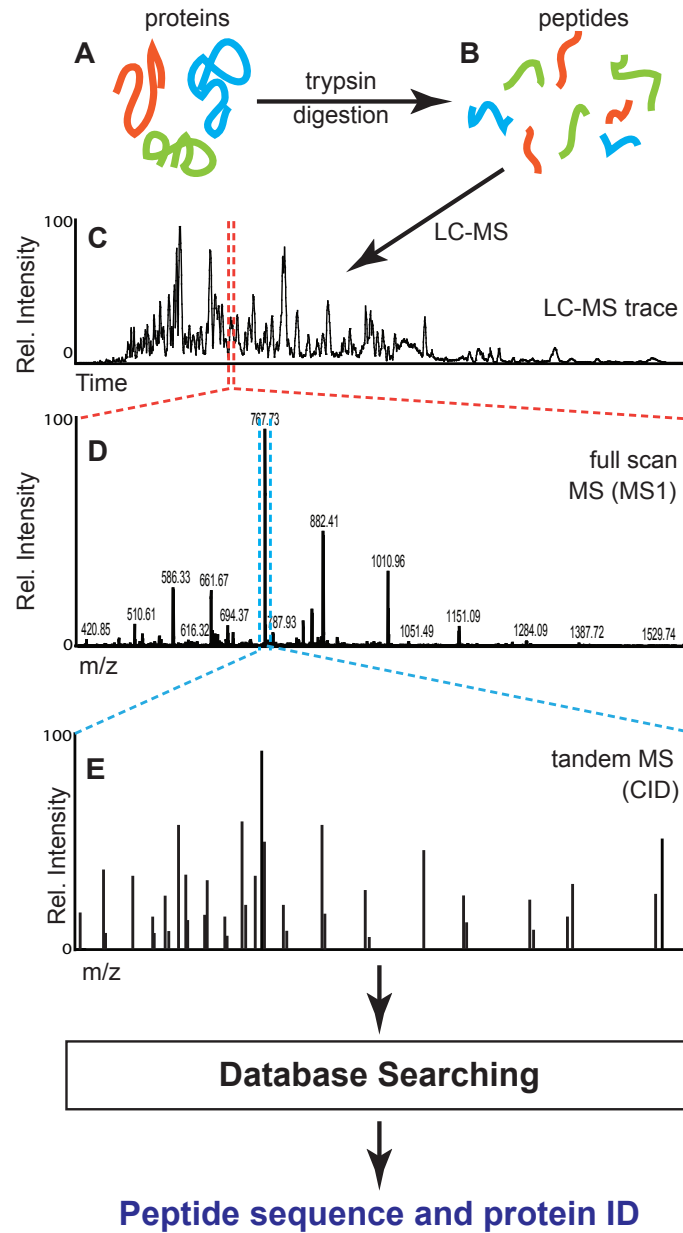 proteins
peptides
A
B
trypsin
digestion
100
C
LC-MS
Rel. Intensity
LC-MS trace
0
Time
100
767.73
D
full scan
MS (MS1)
Rel. Intensity
882.41
1010.96
586.33
661.67
694.37
787.93
420.85
510.61
616.32
1051.49
1151.09
1284.09
1387.72
1529.74
0
m/z
100
E
tandem MS
(CID)
Rel. Intensity
0
m/z
Database Searching
Peptide sequence and protein ID